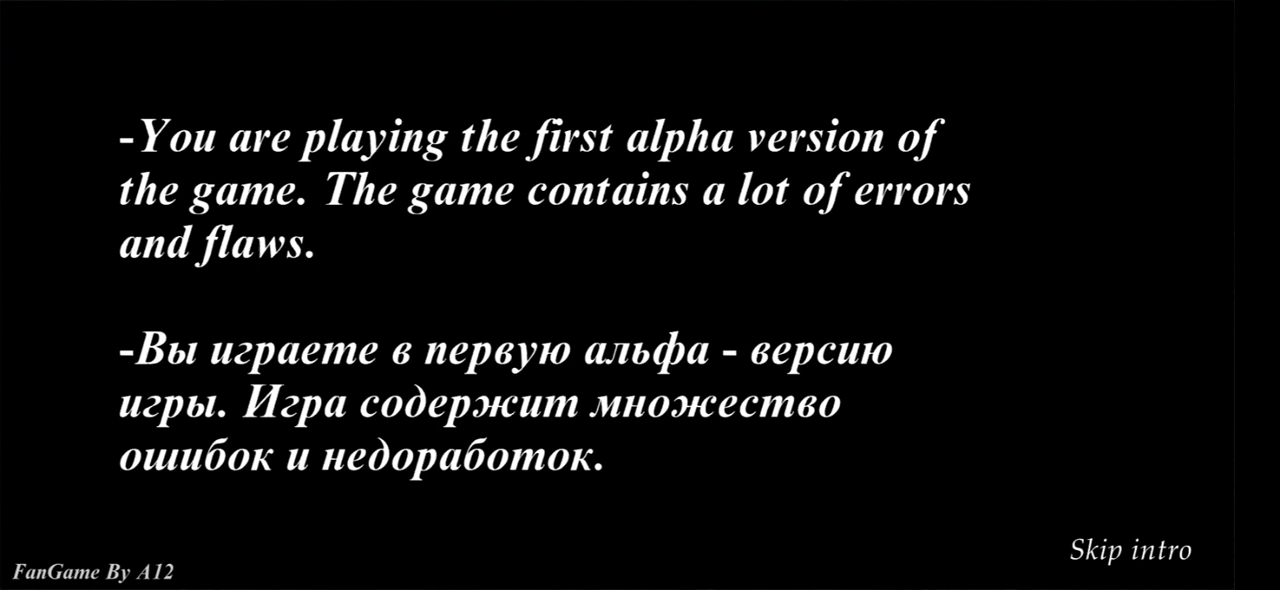 -You are playing the first alpha version of
the game. The game contains a lot of errors
and flaws.
-Вы играете в первую альфа - версию
игры. Игра содержит множество
ошибок и недоработок.
Skip intro
FanGame By A12